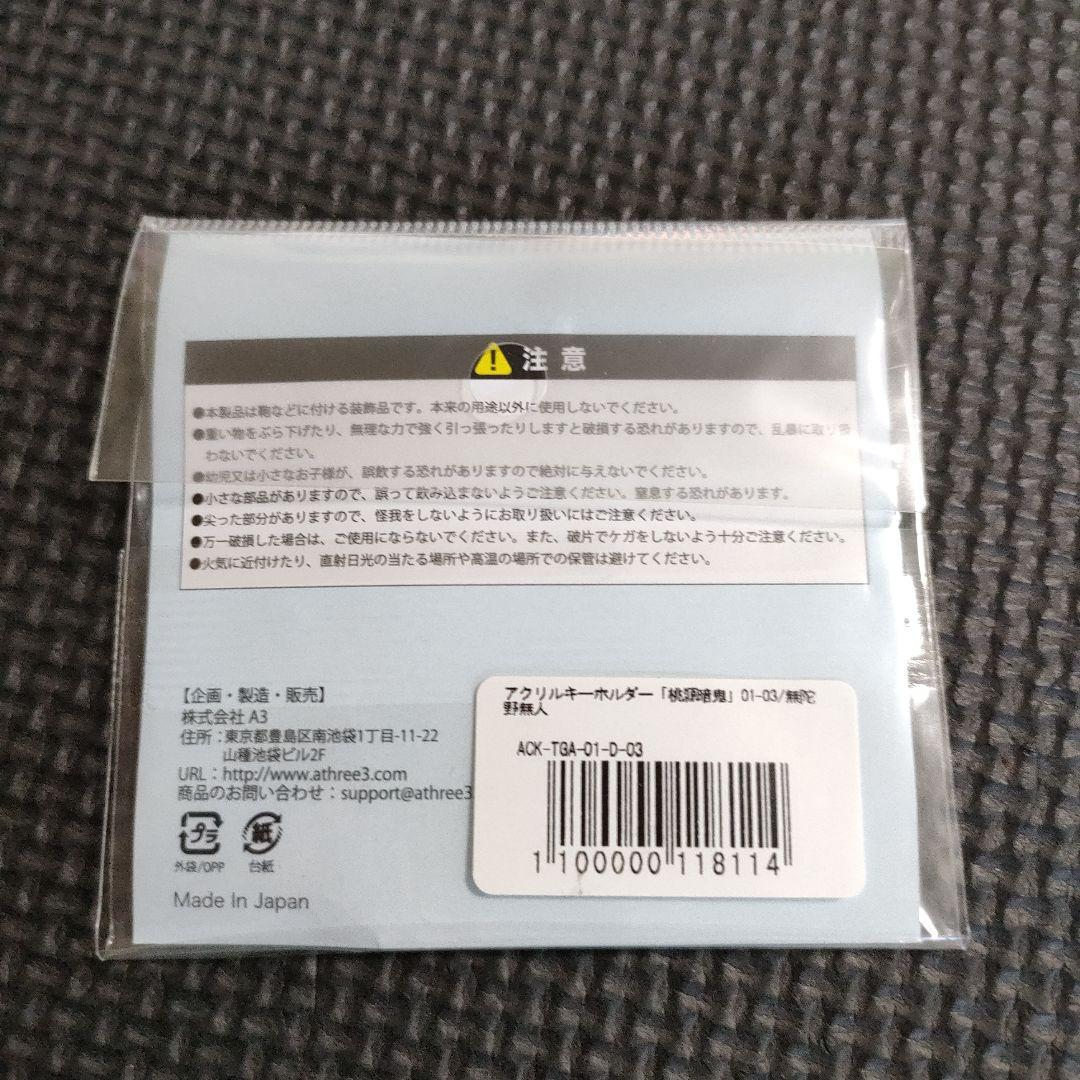 注意
●本製品は鞄などに付ける装飾品です。本来の用途以外に使用しないでください。
●重い物をぶら下げたり、無理な力で強く引っ張ったりしますと破損する恐れがありますので、乱暴に取り扱
わないでください。
●幼児又は小さなお子様が、誤飲する恐れがありますので絶対に与えないでください。
●小さな部品がありますので、誤って飲み込まないようご注意ください。窒息する恐れがあります。
●尖った部分がありますので、怪我をしないようにお取り扱いにはご注意ください。
●万一破損した場合は、ご使用にならないでください。また、破片でケガをしないよう十分ご注意ください。
●火気に近付けたり、直射日光の当たる場所や高温の場所での保管は避けてください。
【企画・製造・販売】
株式会社 A3
住所：東京都豊島区南池袋1丁目-11-22
山種池袋ビル2F
URL：http://www.athree3.com
商品のお問い合わせ：support@athree3
プラ
外袋/OPP
紙
台紙
Made In Japan
アクリルキーホルダー「桃源暗鬼」01-03/無陀
野無人
ACK-TGA-01-D-03
1100000118114